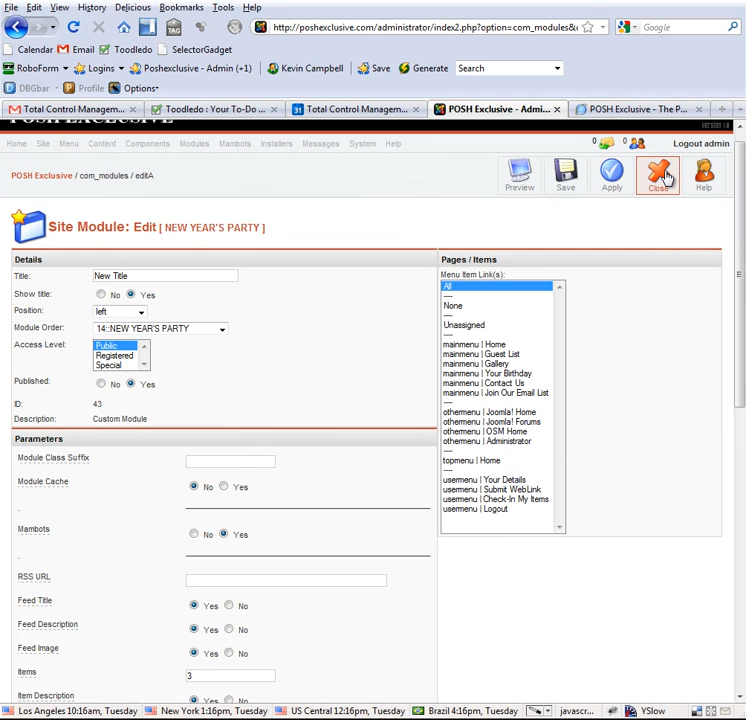 File Edit View History Delicious Bookmarks Tools Help
http://poshexclusive.com/administrator/index2.php?option=com_modules&
Google
Calendar Email Toodledo SelectorGadget
RoboForm Logins Poshexclusive - Admin (+1) Kevin Campbell Save Generate Search
DBGbar Profile Options
Total Control Managem... Toodledo : Your To-Do ... Total Control Managem... POSH Exclusive - Admi... POSH Exclusive - The P...
POSH EXCLUSIVE
Home Site Menu Content Components Modules Mambots Installers Messages System Help 0 0 Logout admin
POSH Exclusive / com_modules / editA
Preview Save Apply Close Help
Site Module: Edit [ NEW YEAR'S PARTY ]
Details
Title: New Title
Show title: No Yes
Position: left
Module Order: 14::NEW YEAR'S PARTY
Access Level: Public
Registered
Special
Published: No Yes
ID: 43
Description: Custom Module
Parameters
Module Class Suffix
Module Cache No Yes
Mambots No Yes
RSS URL
Feed Title Yes No
Feed Description Yes No
Feed Image Yes No
Items 3
Item Description Yes No
Pages / Items
Menu Item Link(s):
All
----
None
----
Unassigned
----
mainmenu | Home
mainmenu | Guest List
mainmenu | Gallery
mainmenu | Your Birthday
mainmenu | Contact Us
mainmenu | Join Our Email List
----
othermenu | Joomla! Home
othermenu | Joomla! Forums
othermenu | OSM Home
othermenu | Administrator
----
topmenu | Home
----
usermenu | Your Details
usermenu | Submit WebLink
usermenu | Check-In My Items
usermenu | Logout
Los Angeles 10:16am, Tuesday New York 1:16pm, Tuesday US Central 12:16pm, Tuesday Brazil 4:16pm, Tuesday javascr... YSlow